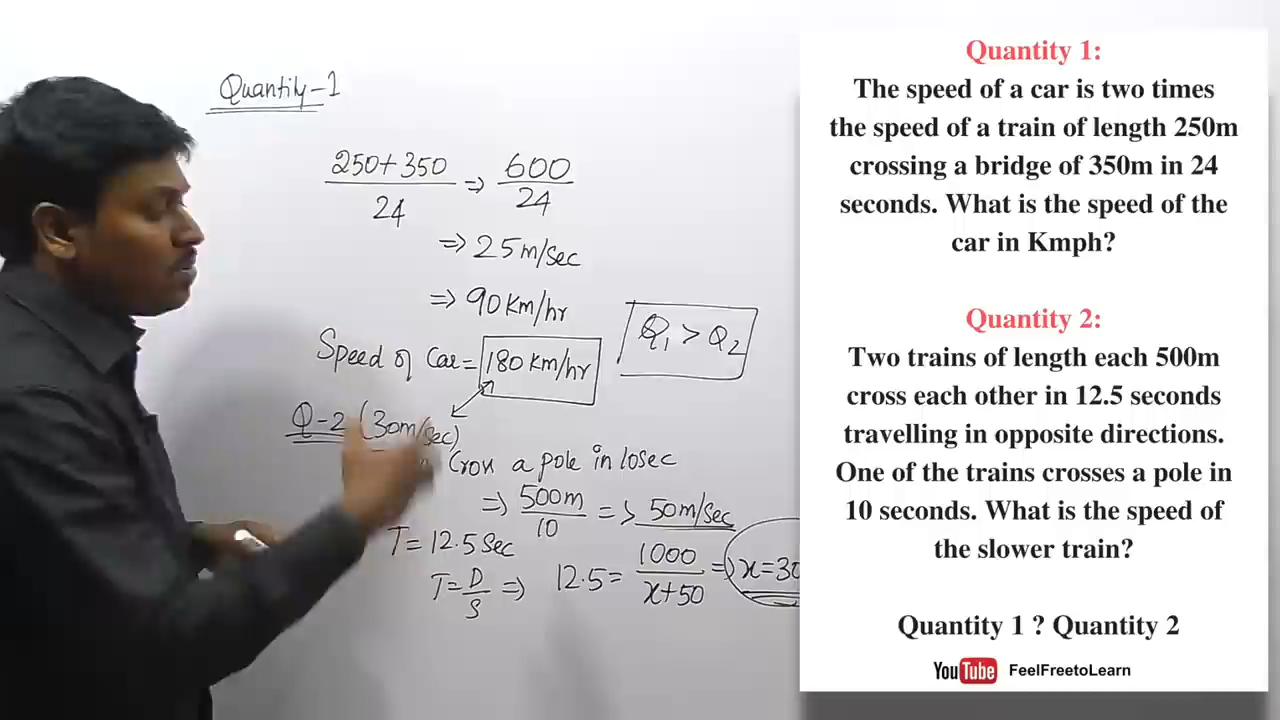 Quantity-1
250+350 / 24 => 600 / 24
=> 25m/sec
=> 90 Km/hr
Q1 > Q2
Speed of Car = 180 Km/hr
Q-2 (30m/sec)
Cross a pole in 10sec
=> 500m / 10 => 50m/sec
T = 12.5 Sec
T = D/S => 12.5 = 1000 / x+50 => x=30
Quantity 1:
The speed of a car is two times
the speed of a train of length 250m
crossing a bridge of 350m in 24
seconds. What is the speed of the
car in Kmph?
Quantity 2:
Two trains of length each 500m
cross each other in 12.5 seconds
travelling in opposite directions.
One of the trains crosses a pole in
10 seconds. What is the speed of
the slower train?
Quantity 1 ? Quantity 2
YouTube FeelFreetoLearn